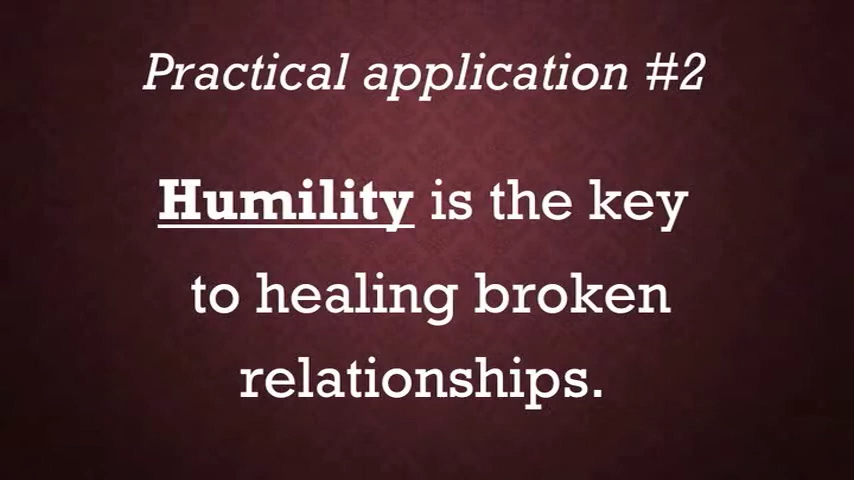 Practical application #2
Humility is the key
to healing broken
relationships.